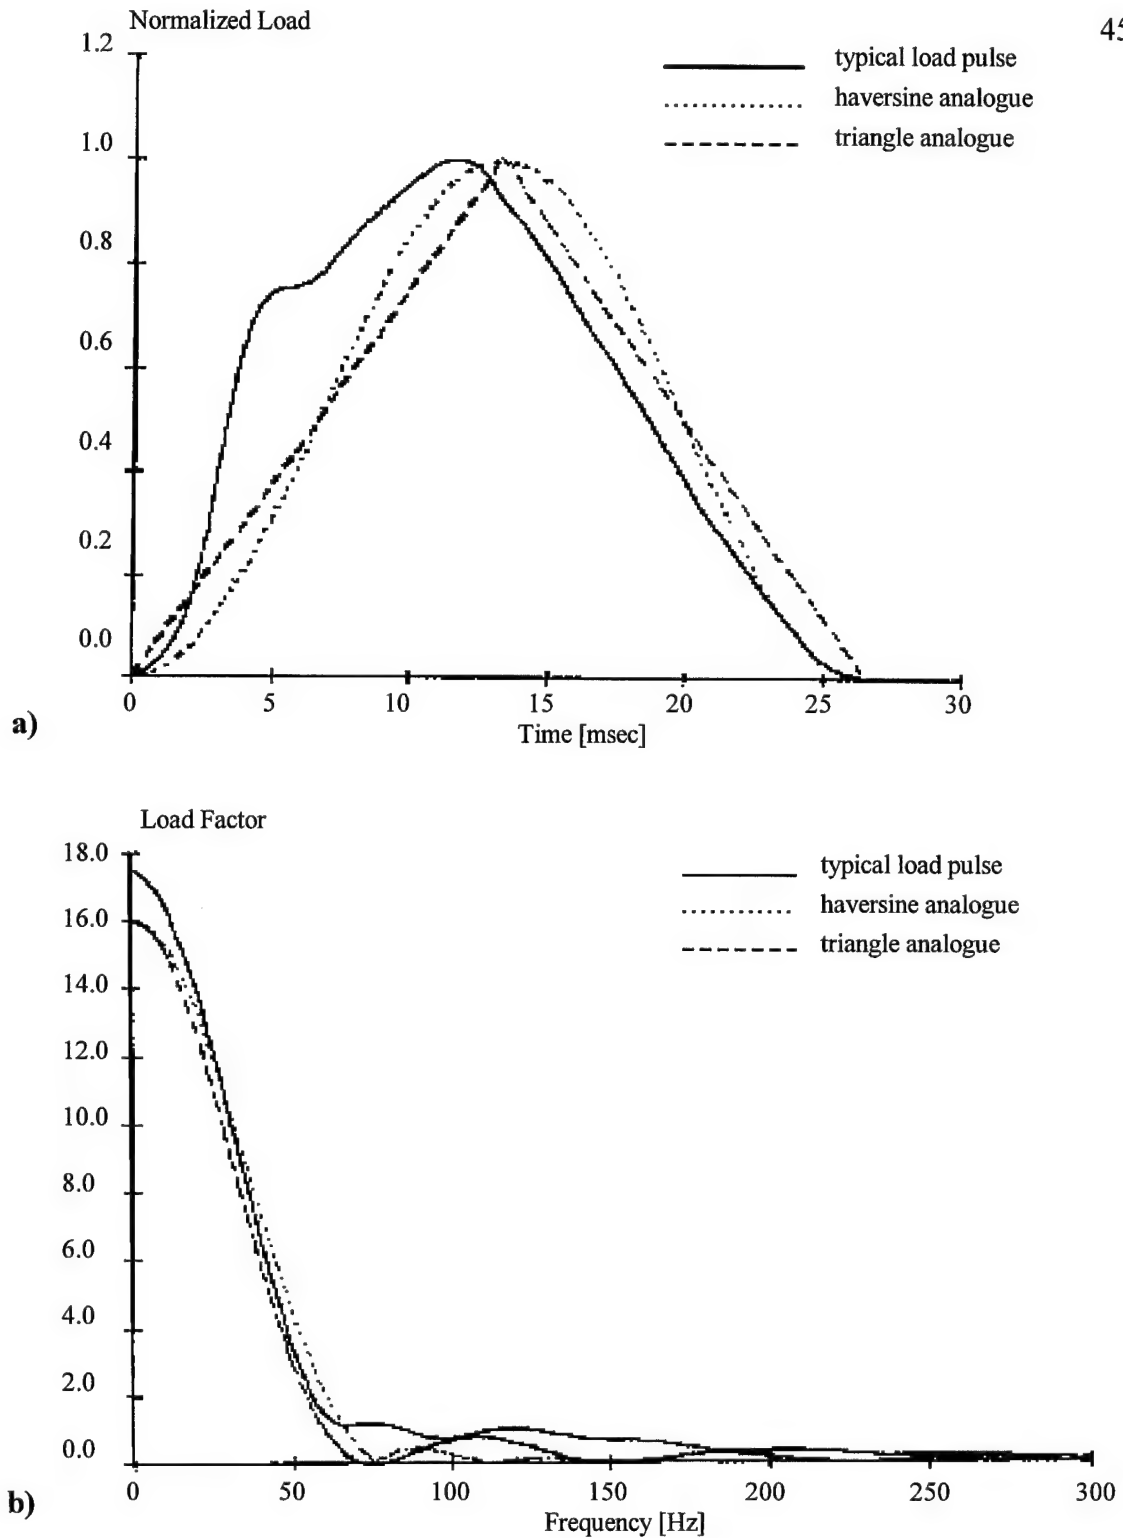 Normalized Load
45
1.2
typical load pulse
haversine analogue
triangle analogue
1.0
0.8
0.6
0.4
0.2
0.0
0 5 10 15 20 25 30
a)
Time [msec]
Load Factor
18.0
typical load pulse
haversine analogue
triangle analogue
16.0
14.0
12.0
10.0
8.0
6.0
4.0
2.0
0.0
0 50 100 150 200 250 300
b)
Frequency [Hz]